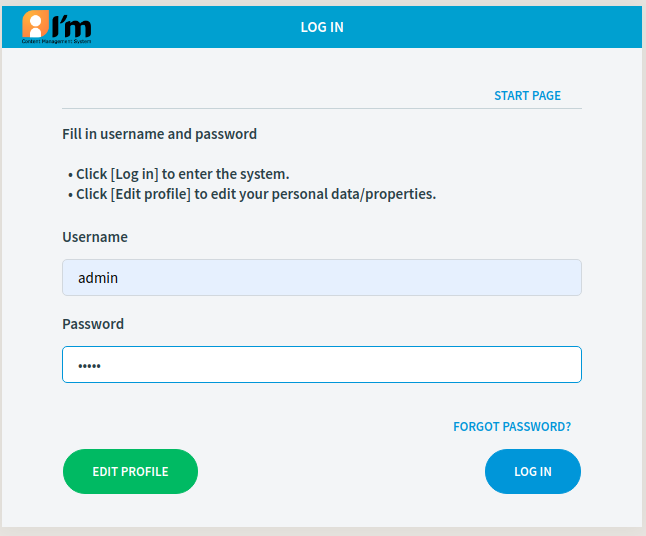 I'm
Content Management System
LOG IN
START PAGE
Fill in username and password
• Click [Log in] to enter the system.
• Click [Edit profile] to edit your personal data/properties.
Username
admin
Password
•••••
FORGOT PASSWORD?
EDIT PROFILE
LOG IN